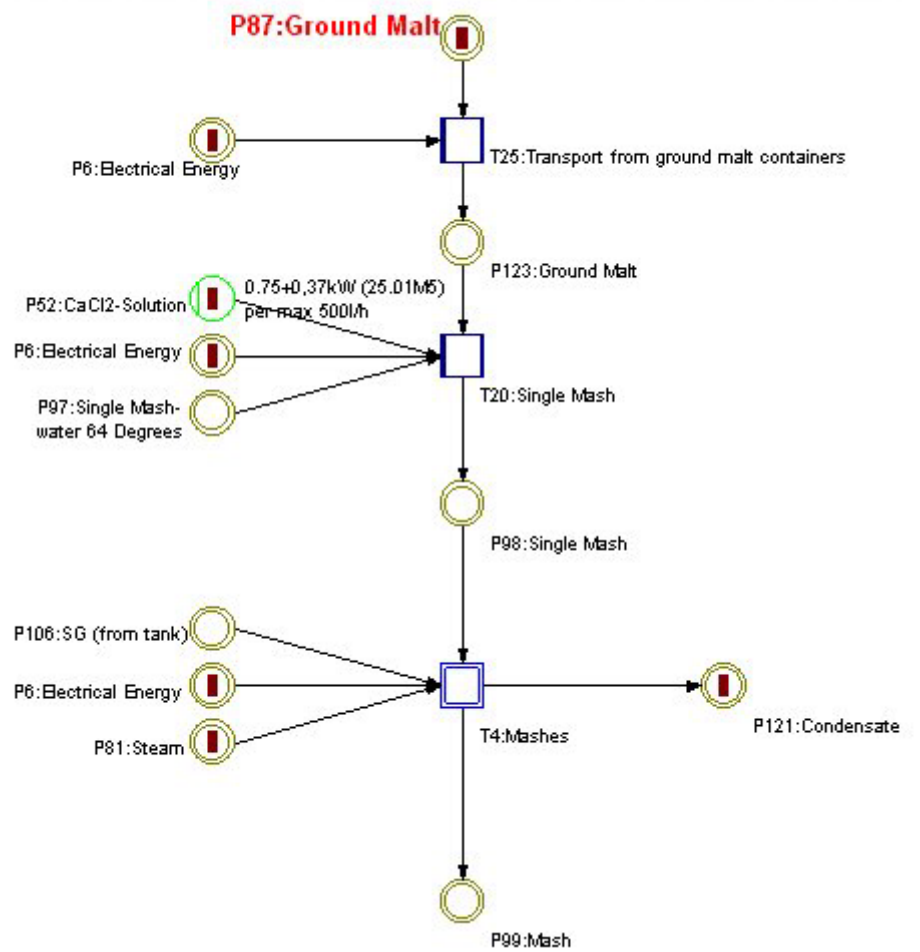 P87:Ground Malt
P6:Electrical Energy
T25:Transport from ground malt containers
P123:Ground Malt
P52:CaCl2-Solution
0.75+0,37kW (25.01M5)
per max 500l/h
P6:Electrical Energy
T20:Single Mash
P97:Single Mash-
water 64 Degrees
P98:Single Mash
P106:SG (from tank)
P6:Electrical Energy
P81:Steam
T4:Mashes
P121:Condensate
P99:Mash